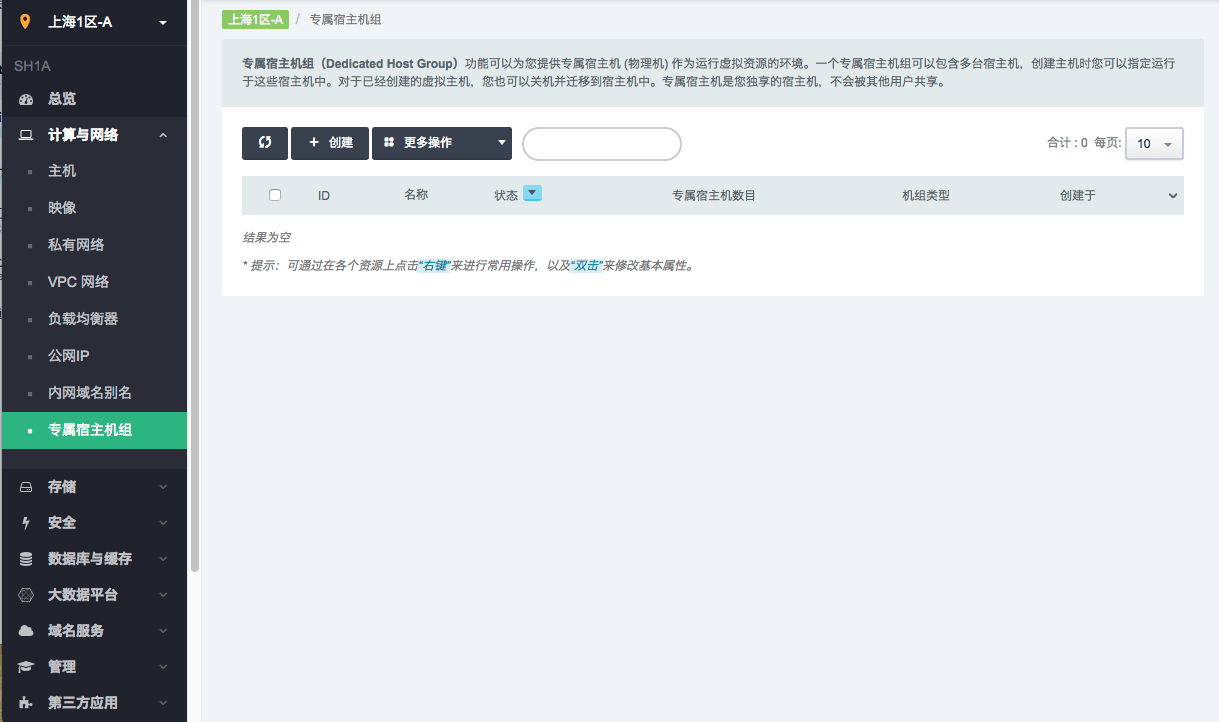 上海1区-A
SH1A
总览
计算与网络
主机
映像
私有网络
VPC 网络
负载均衡器
公网IP
内网域名别名
专属宿主机组
存储
安全
数据库与缓存
大数据平台
域名服务
管理
第三方应用
上海1区-A / 专属宿主机组
专属宿主机组（Dedicated Host Group）功能可以为您提供专属宿主机 (物理机) 作为运行虚拟资源的环境。一个专属宿主机组可以包含多台宿主机，创建主机时您可以指定运行
于这些宿主机中。对于已经创建的虚拟主机，您也可以关机并迁移到宿主机中。专属宿主机是您独享的宿主机，不会被其他用户共享。
创建 更多操作 合计 : 0 每页: 10
ID 名称 状态 专属宿主机数目 机组类型 创建于
结果为空
* 提示：可通过在各个资源上点击“右键”来进行常用操作，以及“双击”来修改基本属性。